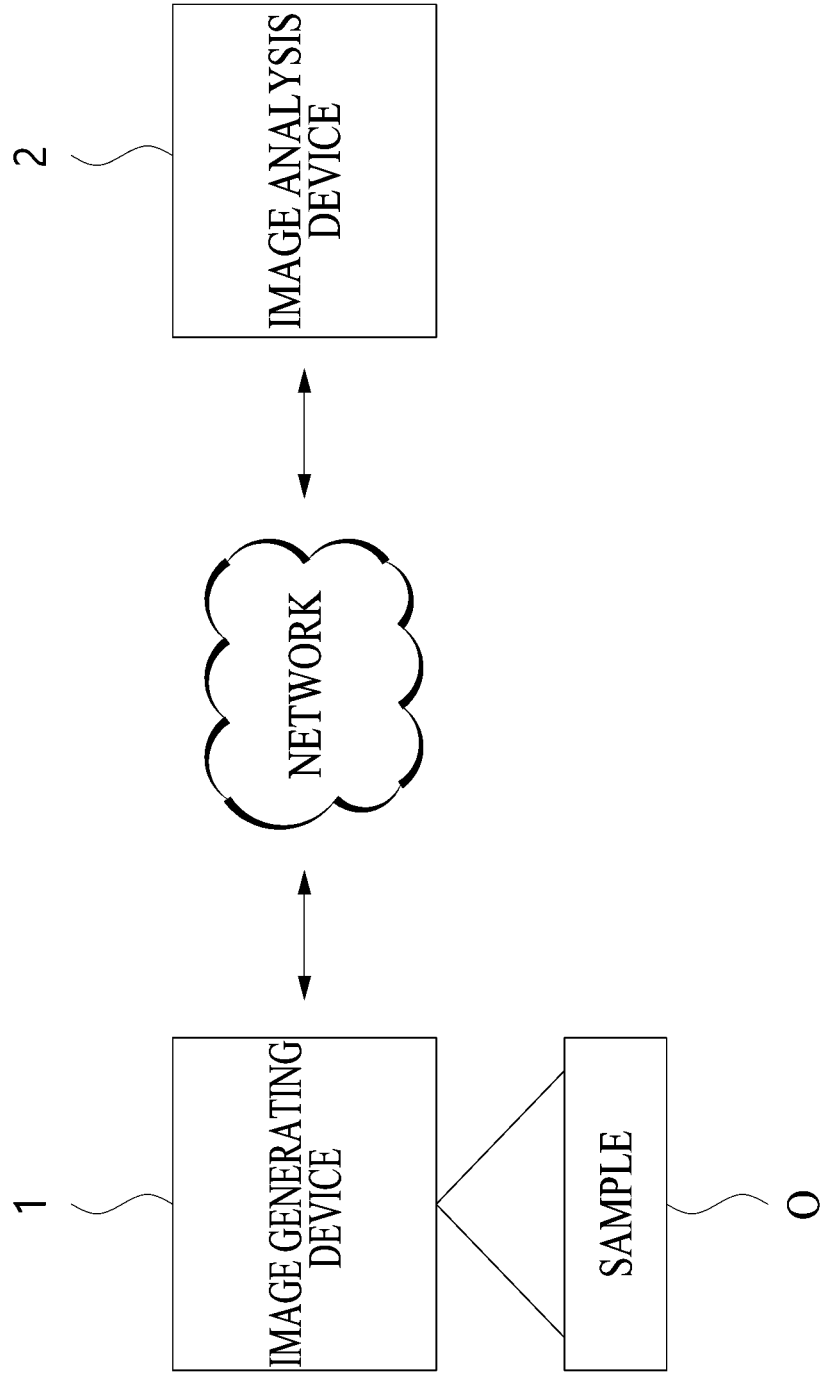 1
IMAGE GENERATING
DEVICE
NETWORK
2
IMAGE ANALYSIS
DEVICE
SAMPLE
O